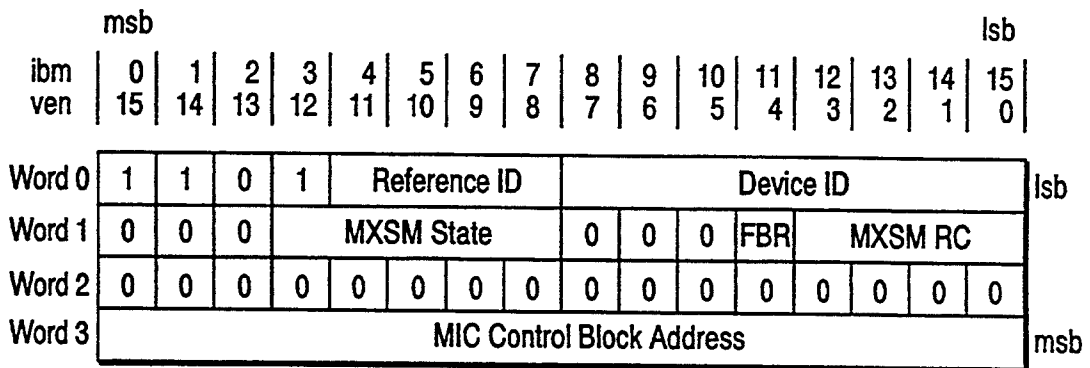 msb lsb
ibm 0 1 2 3 4 5 6 7 8 9 10 11 12 13 14 15
ven 15 14 13 12 11 10 9 8 7 6 5 4 3 2 1 0
Word 0 1 1 0 1 Reference ID Device ID lsb
Word 1 0 0 0 MXSM State 0 0 0 FBR MXSM RC
Word 2 0 0 0 0 0 0 0 0 0 0 0 0 0 0 0 0
Word 3 MIC Control Block Address msb